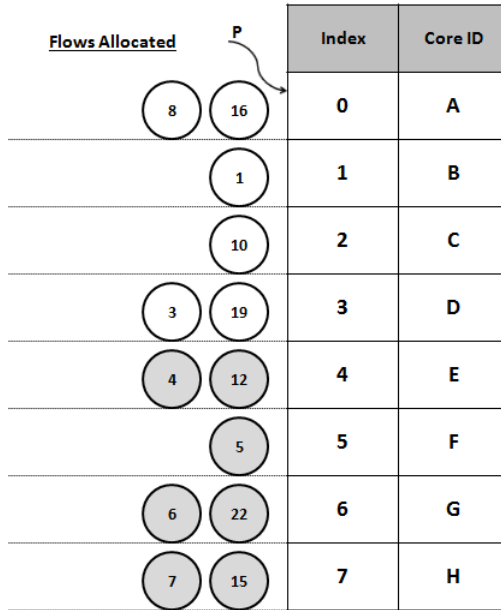 Flows Allocated P Index Core ID
8 16 0 A
1 1 B
10 2 C
3 19 3 D
4 12 4 E
5 5 F
6 22 6 G
7 15 7 H